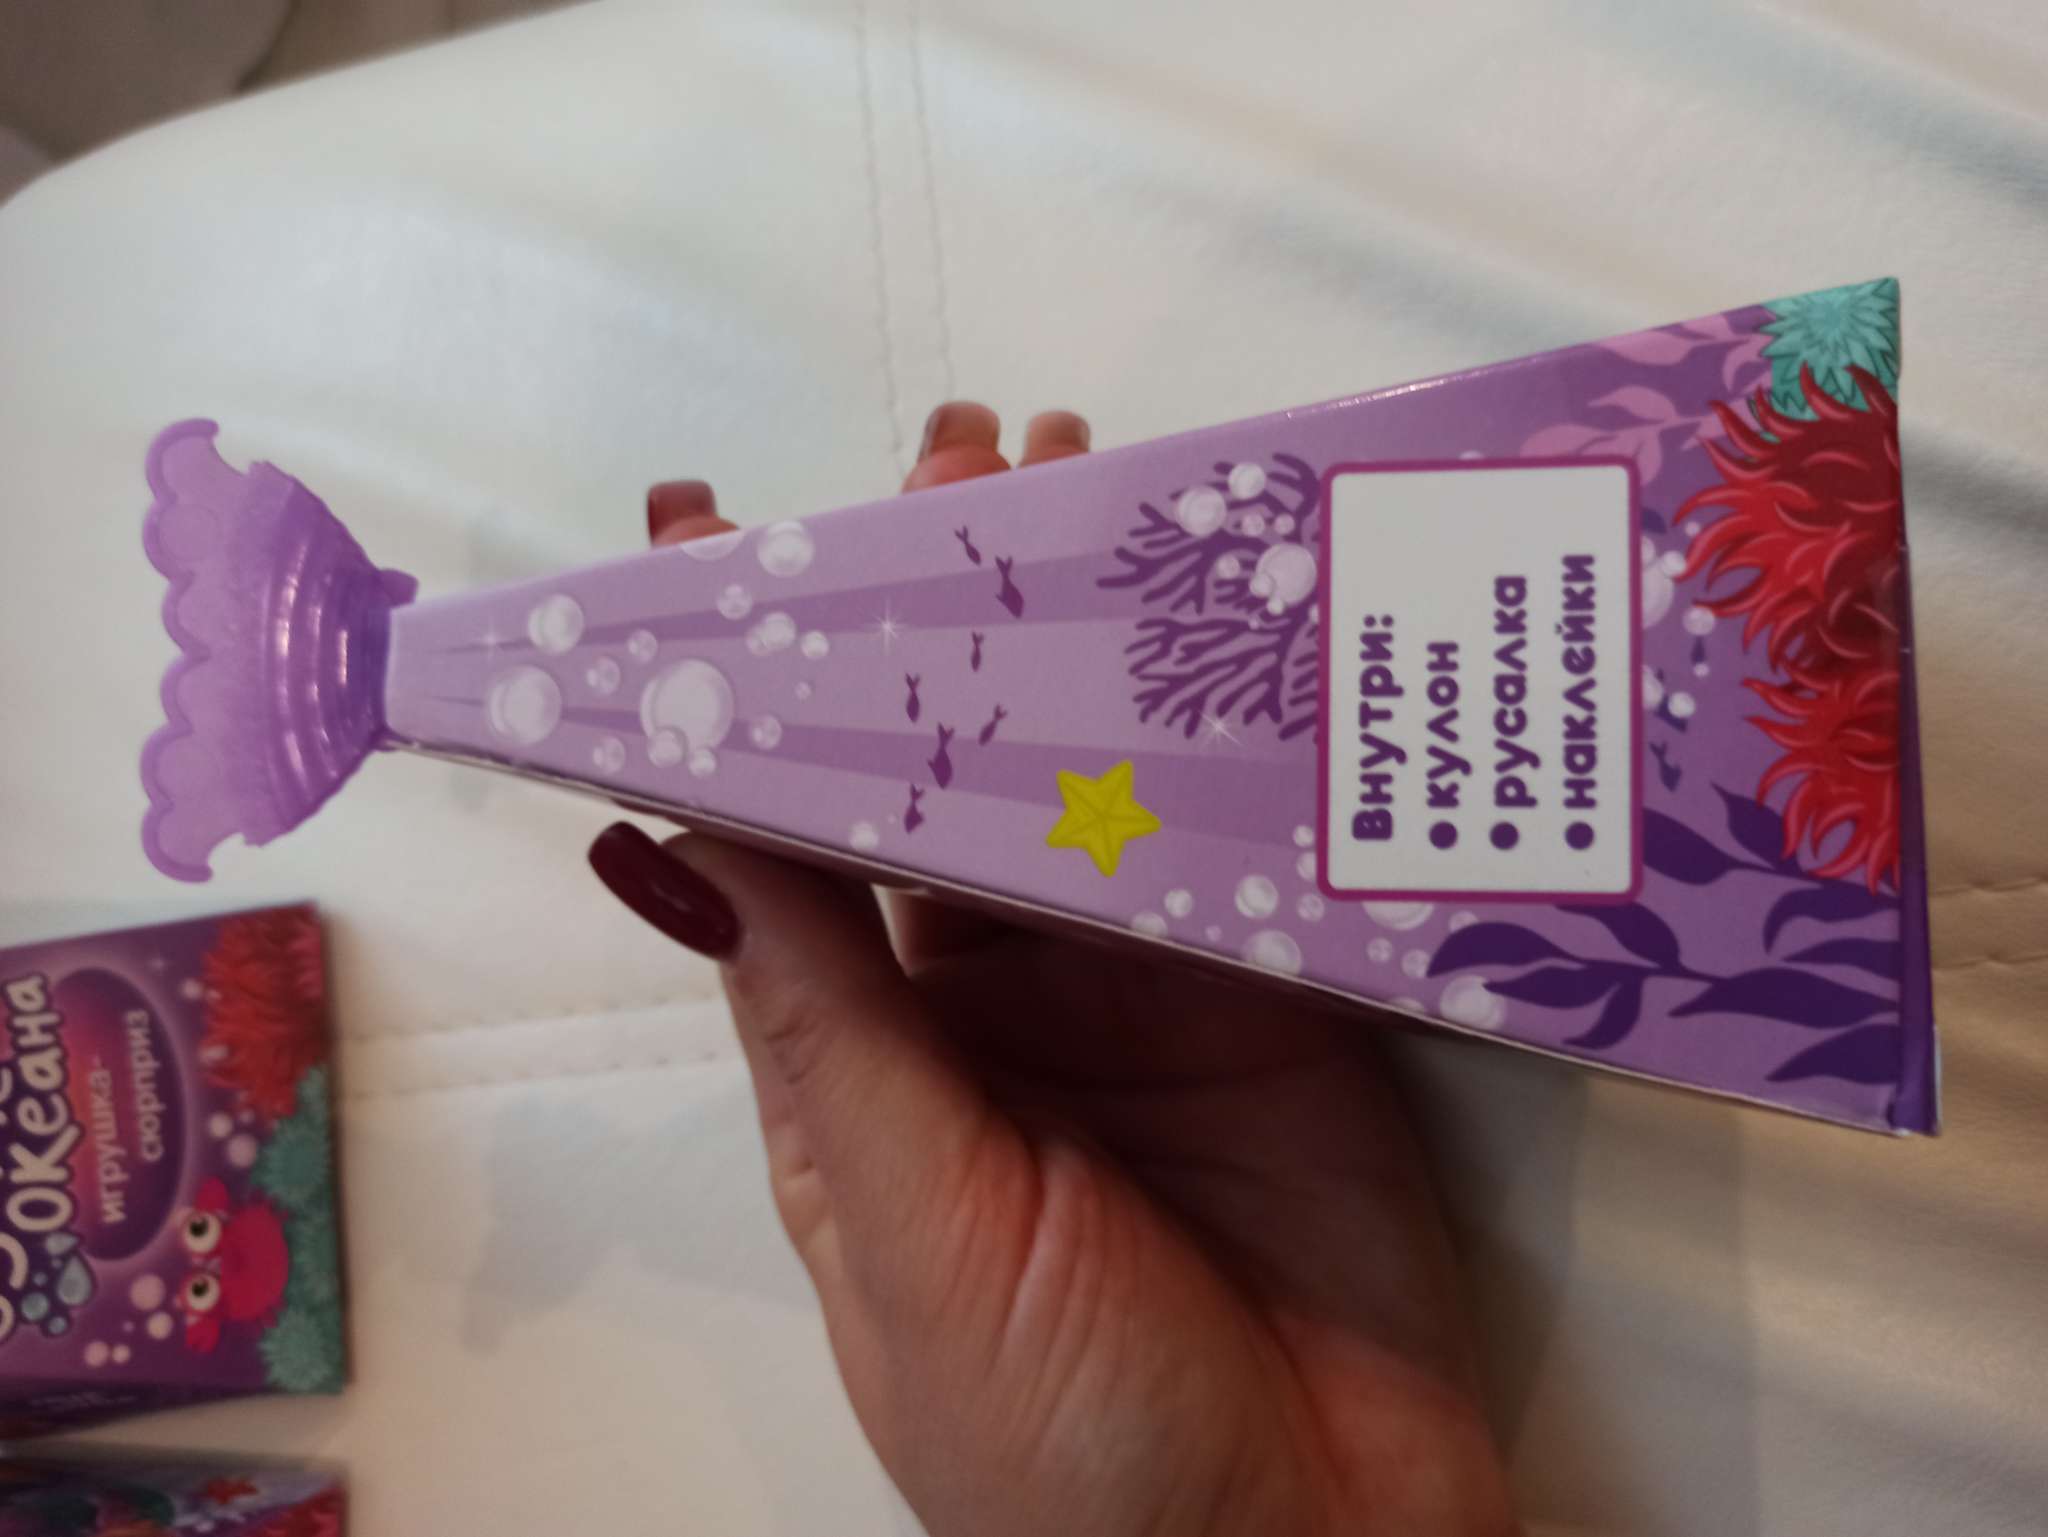 Внутри:
• кулон
• русалка
• наклейки
океана
игрушка-
сюрприз